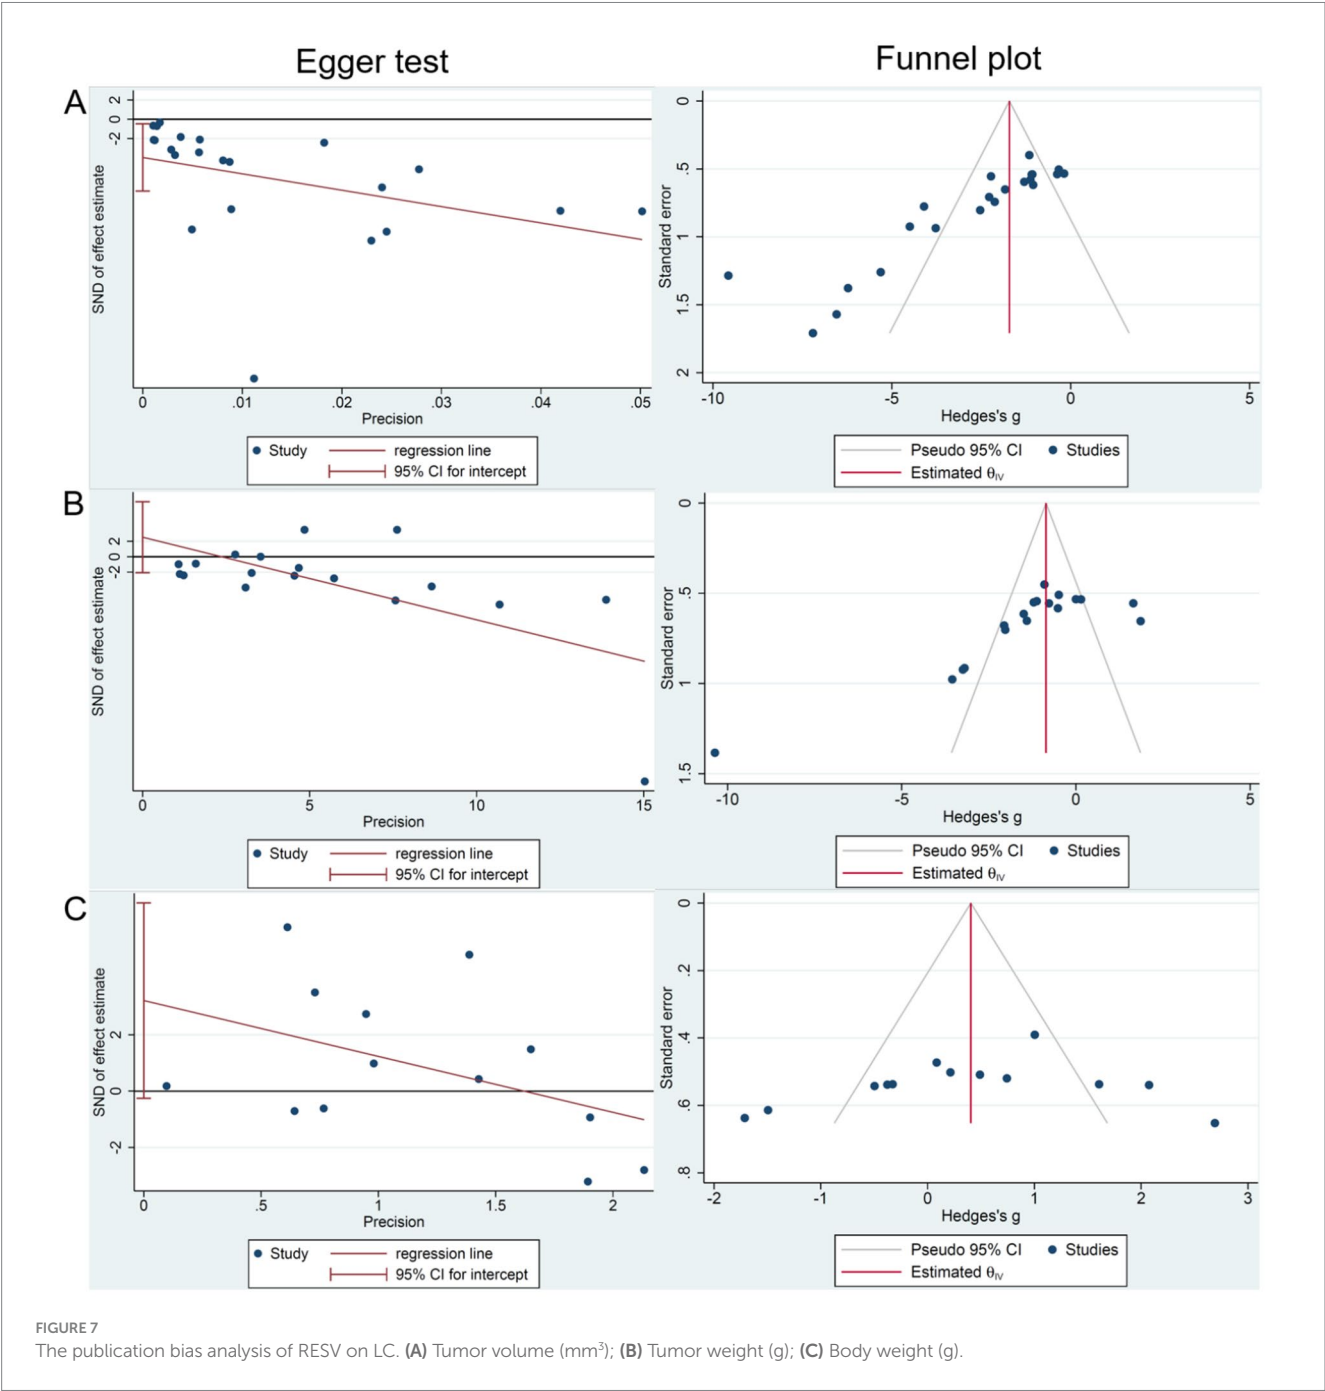 Egger test
Funnel plot
A
2
0
-2
SND of effect estimate
0
.01
.02
.03
.04
.05
Precision
Study
regression line
95% CI for intercept
0
.5
1
1.5
2
Standard error
-10
-5
0
5
Hedges's g
Pseudo 95% CI
Studies
Estimated θIV
B
2
0
-2
SND of effect estimate
0
5
10
15
Precision
Study
regression line
95% CI for intercept
0
.5
1
1.5
Standard error
-10
-5
0
5
Hedges's g
Pseudo 95% CI
Studies
Estimated θIV
C
2
0
-2
SND of effect estimate
0
.5
1
1.5
2
Precision
Study
regression line
95% CI for intercept
0
.2
.4
.6
.8
Standard error
-2
-1
0
1
2
3
Hedges's g
Pseudo 95% CI
Studies
Estimated θIV
FIGURE 7
The publication bias analysis of RESV on LC. (A) Tumor volume (mm³); (B) Tumor weight (g); (C) Body weight (g).